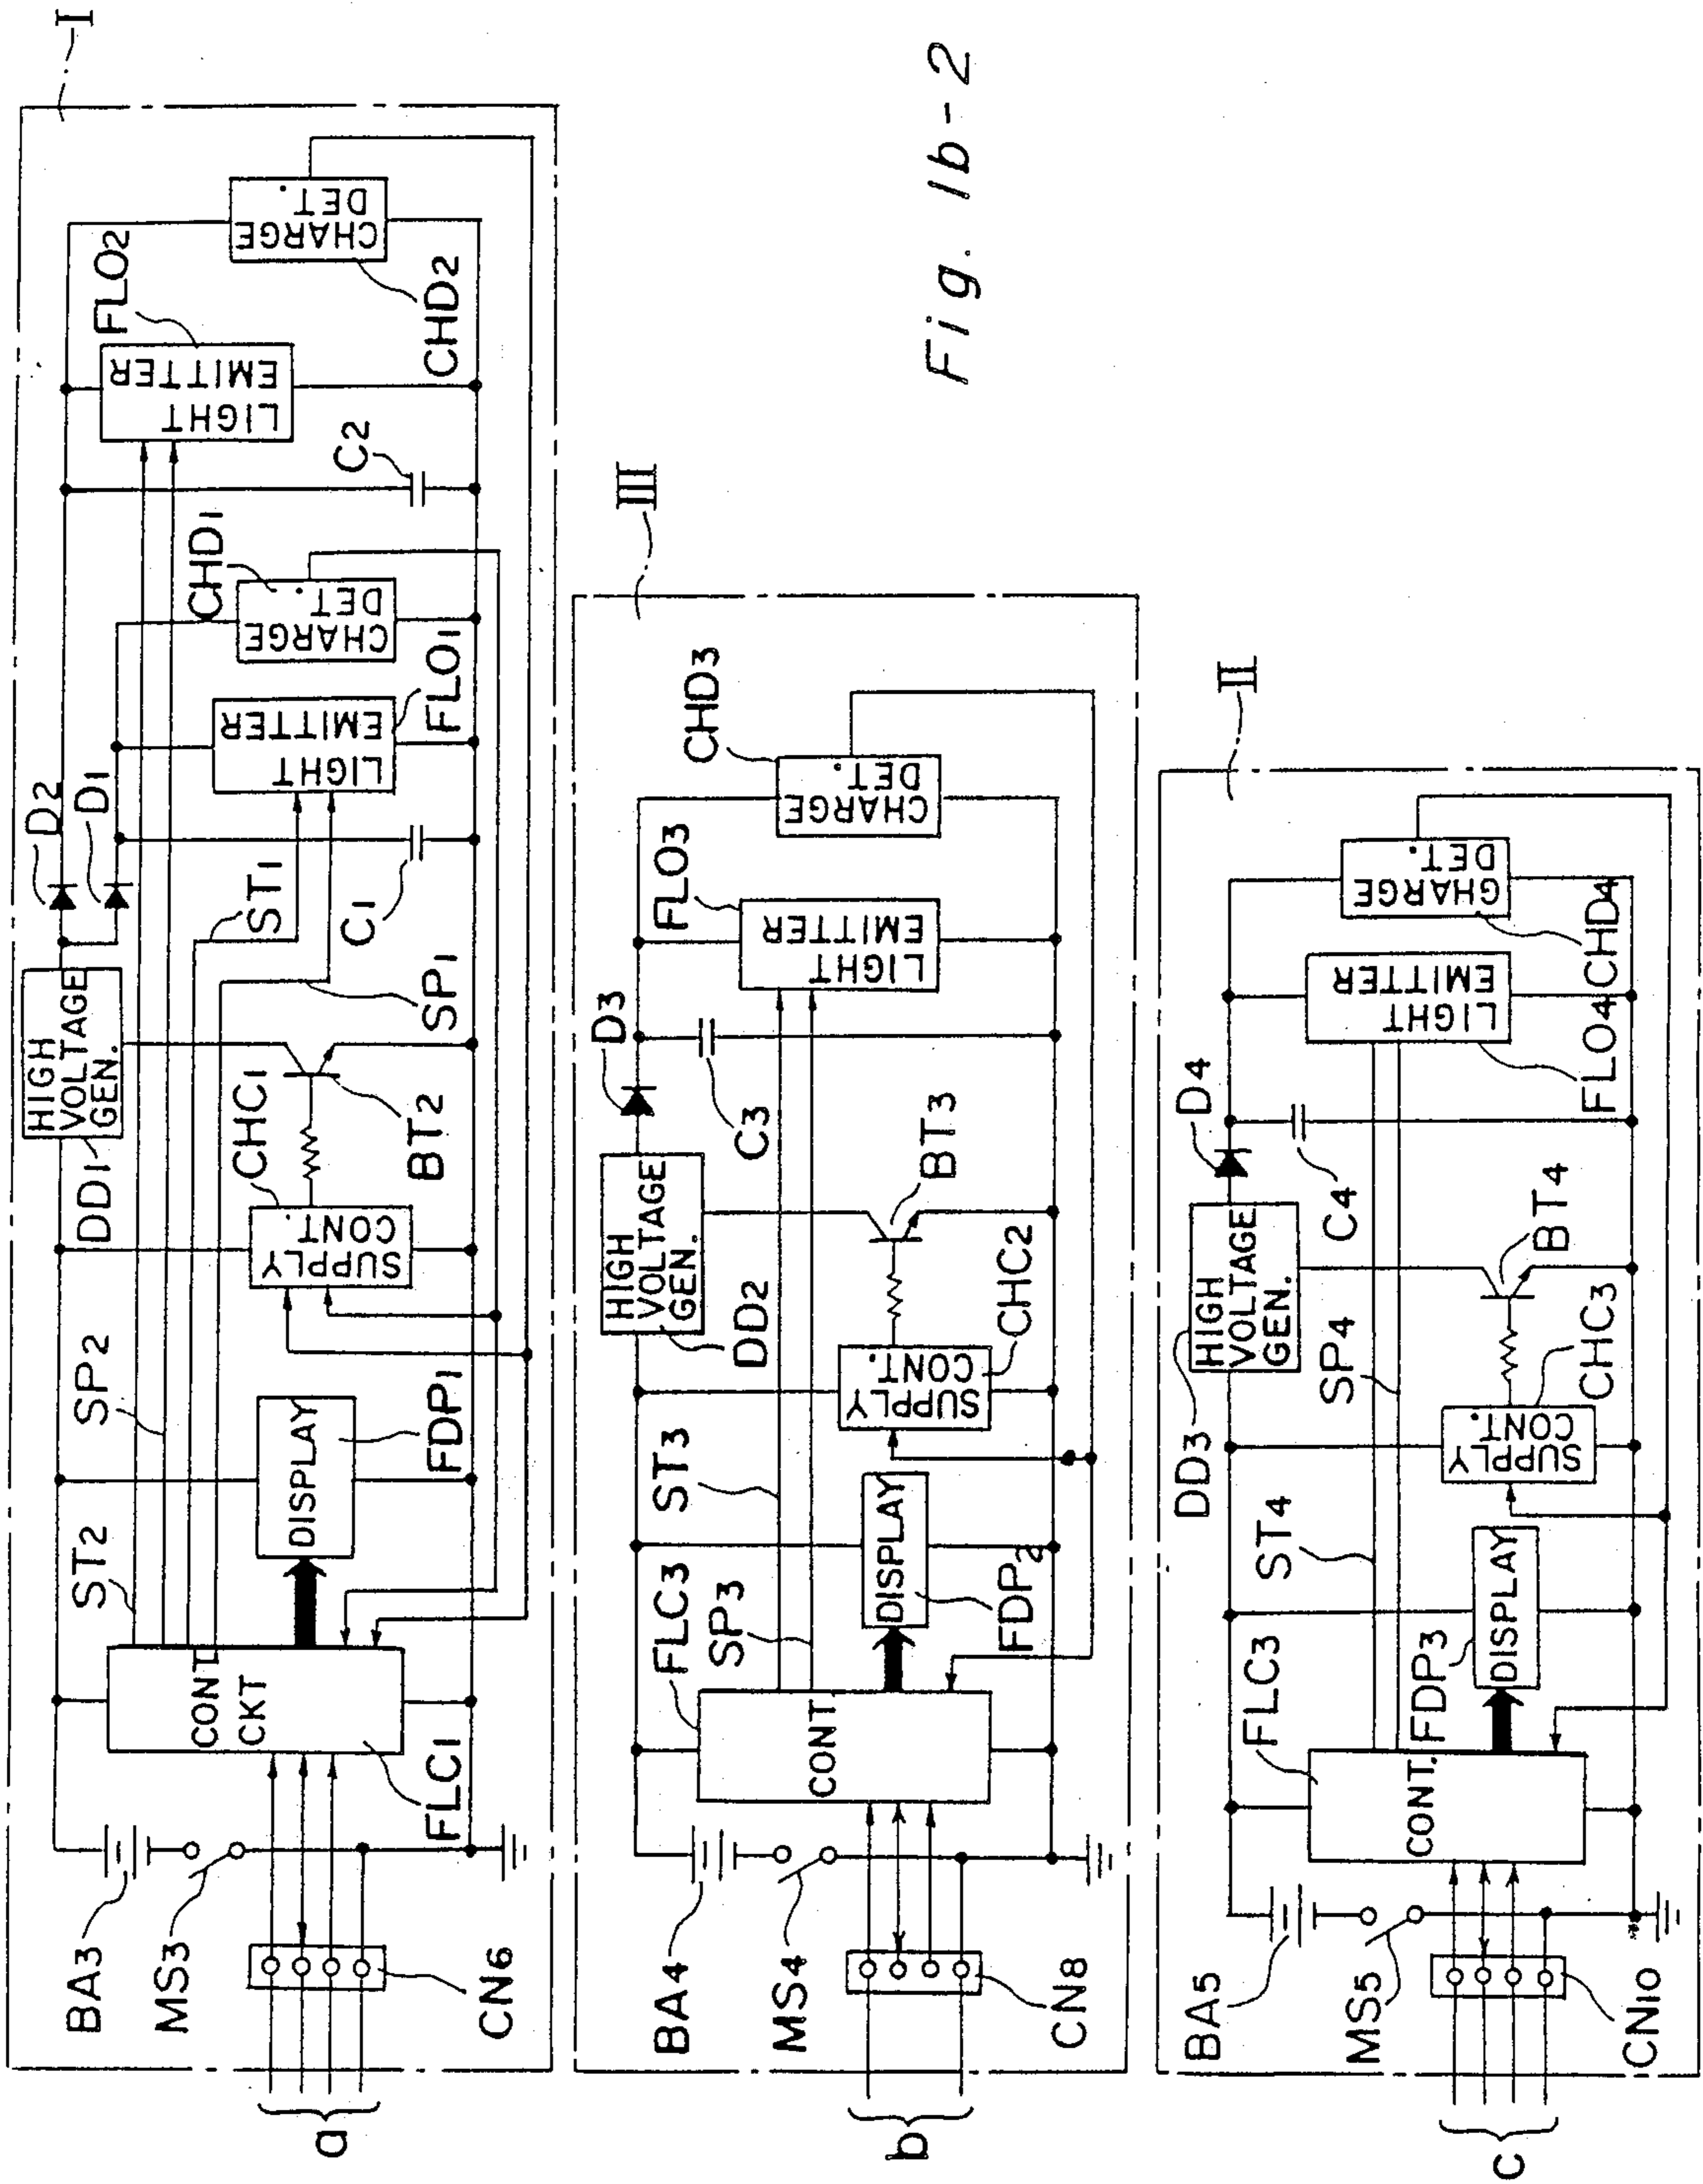 I
D2
D1
FLO2
CHD1
CHARGE
DET.
LIGHT
EMITTER
HIGH
VOLTAGE
GEN.
DD1
ST1
C1
C2
CHD2
FLO1
LIGHT
EMITTER
CHARGE
DET.
SP1
CHC1
SUPPLY
CONT.
BT2
ST2
SP2
DISPLAY
FDP1
CONT
CKT
FLC1
BA3
MS3
CN6
a
III
D3
FLO3
CHD3
CHARGE
DET.
LIGHT
EMITTER
C3
HIGH
VOLTAGE
GEN.
DD2
BT3
SUPPLY
CONT.
CHC2
ST3
SP3
DISPLAY
FDP2
FLC3
CONT
BA4
MS4
CN8
b
II
D4
C4
GHARGE
DET.
CHD4
LIGHT
EMITTER
FLO4
HIGH
VOLTAGE
GEN.
DD3
BT4
SP4
SUPPLY
CONT.
CHC3
ST4
DISPLAY
FDP3
FLC3
CONT.
BA5
MS5
CN10
c
Fig. 1b-2